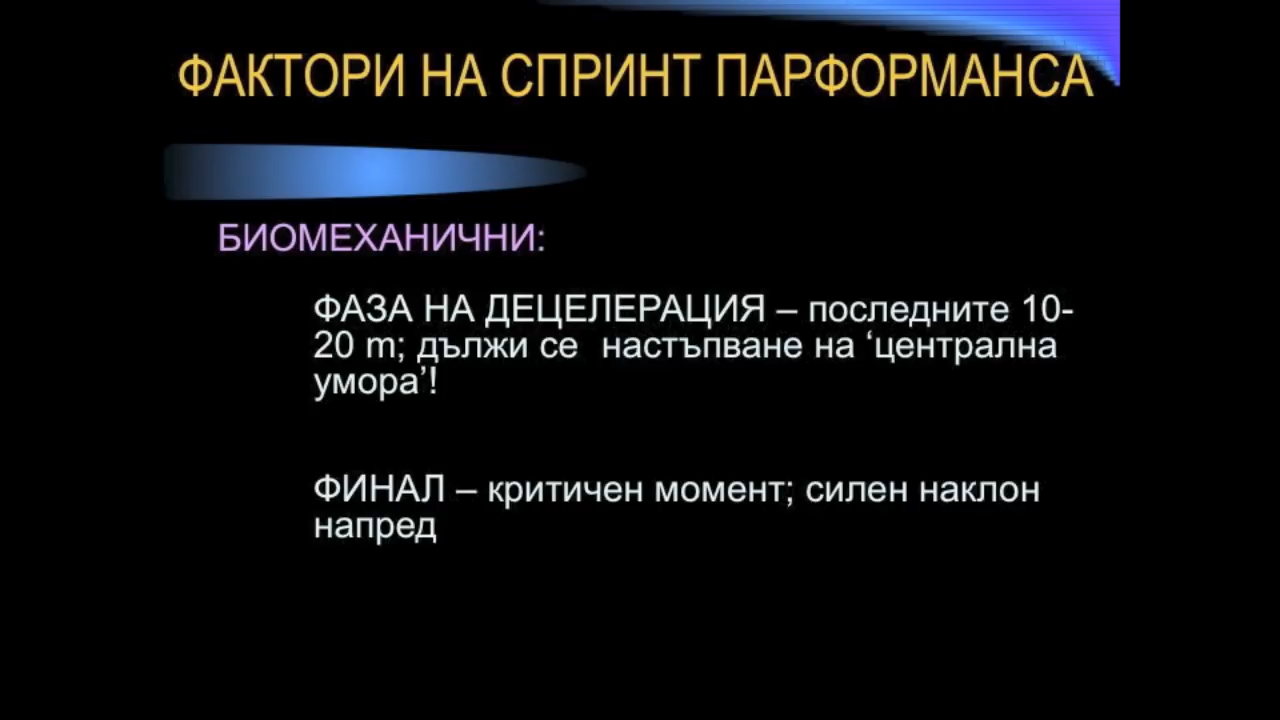 ФАКТОРИ НА СПРИНТ ПАРФОРМАНСА
БИОМЕХАНИЧНИ:
ФАЗА НА ДЕЦЕЛЕРАЦИЯ – последните 10-
20 m; дължи се  настъпване на ‘централна
умора’!
ФИНАЛ – критичен момент; силен наклон
напред